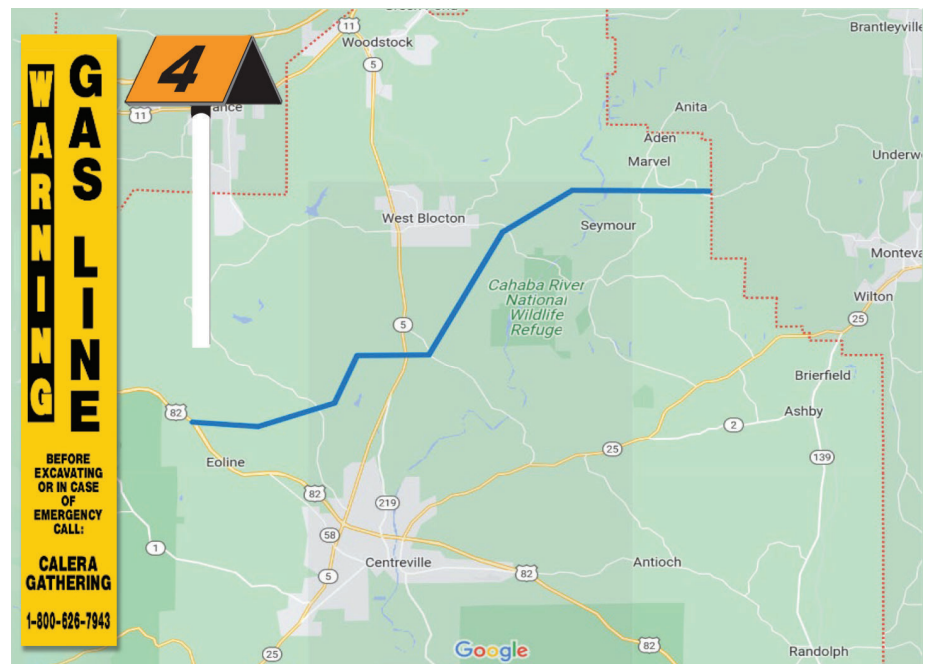 WARNING
GAS LINE
BEFORE
EXCAVATING
OR IN CASE
OF
EMERGENCY
CALL:
CALERA
GATHERING
1-800-626-7943
4
11
Woodstock
5
Brantleyville
11
Anita
Aden
Marvel
West Blocton
Seymour
Cahaba River
National
Wildlife
Refuge
Wilton
25
5
Brierfield
Ashby
82
2
25
139
Eoline
82
219
58
1
Centreville
Antioch
5
82
82
25
Google
Randolph